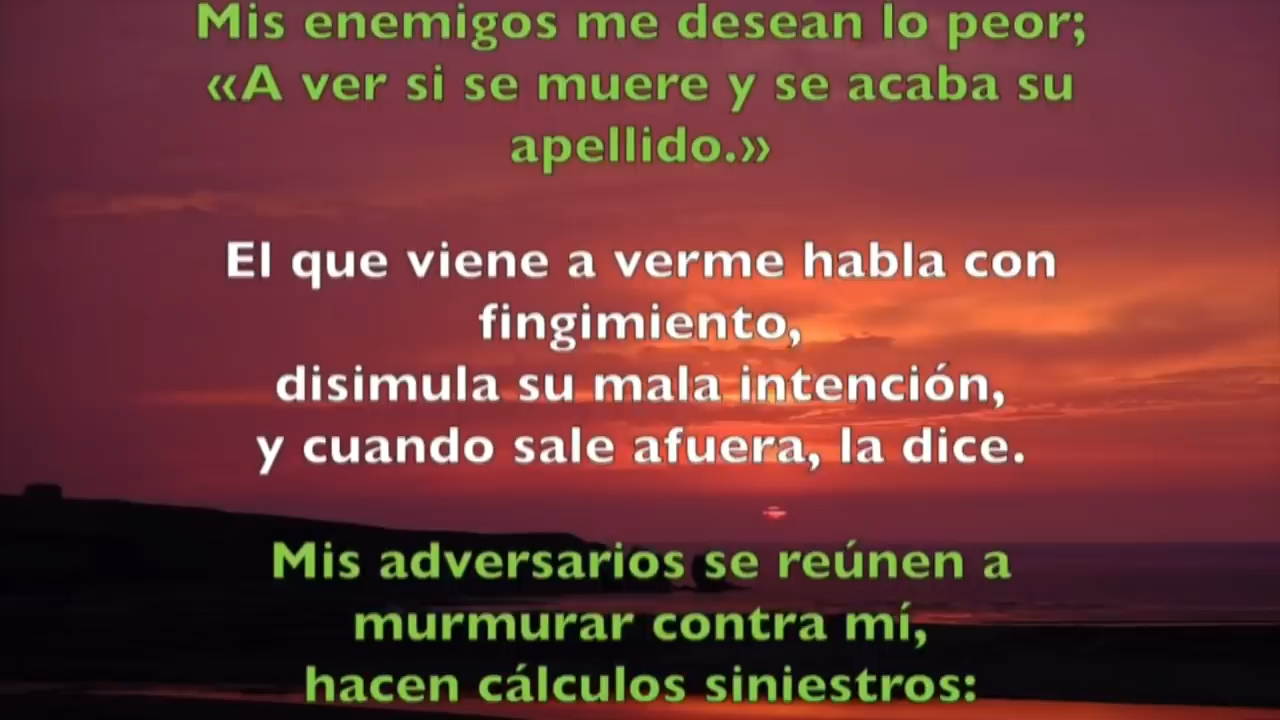 Mis enemigos me desean lo peor;
«A ver si se muere y se acaba su
apellido.»
El que viene a verme habla con
fingimiento,
disimula su mala intención,
y cuando sale afuera, la dice.
Mis adversarios se reúnen a
murmurar contra mí,
hacen cálculos siniestros: